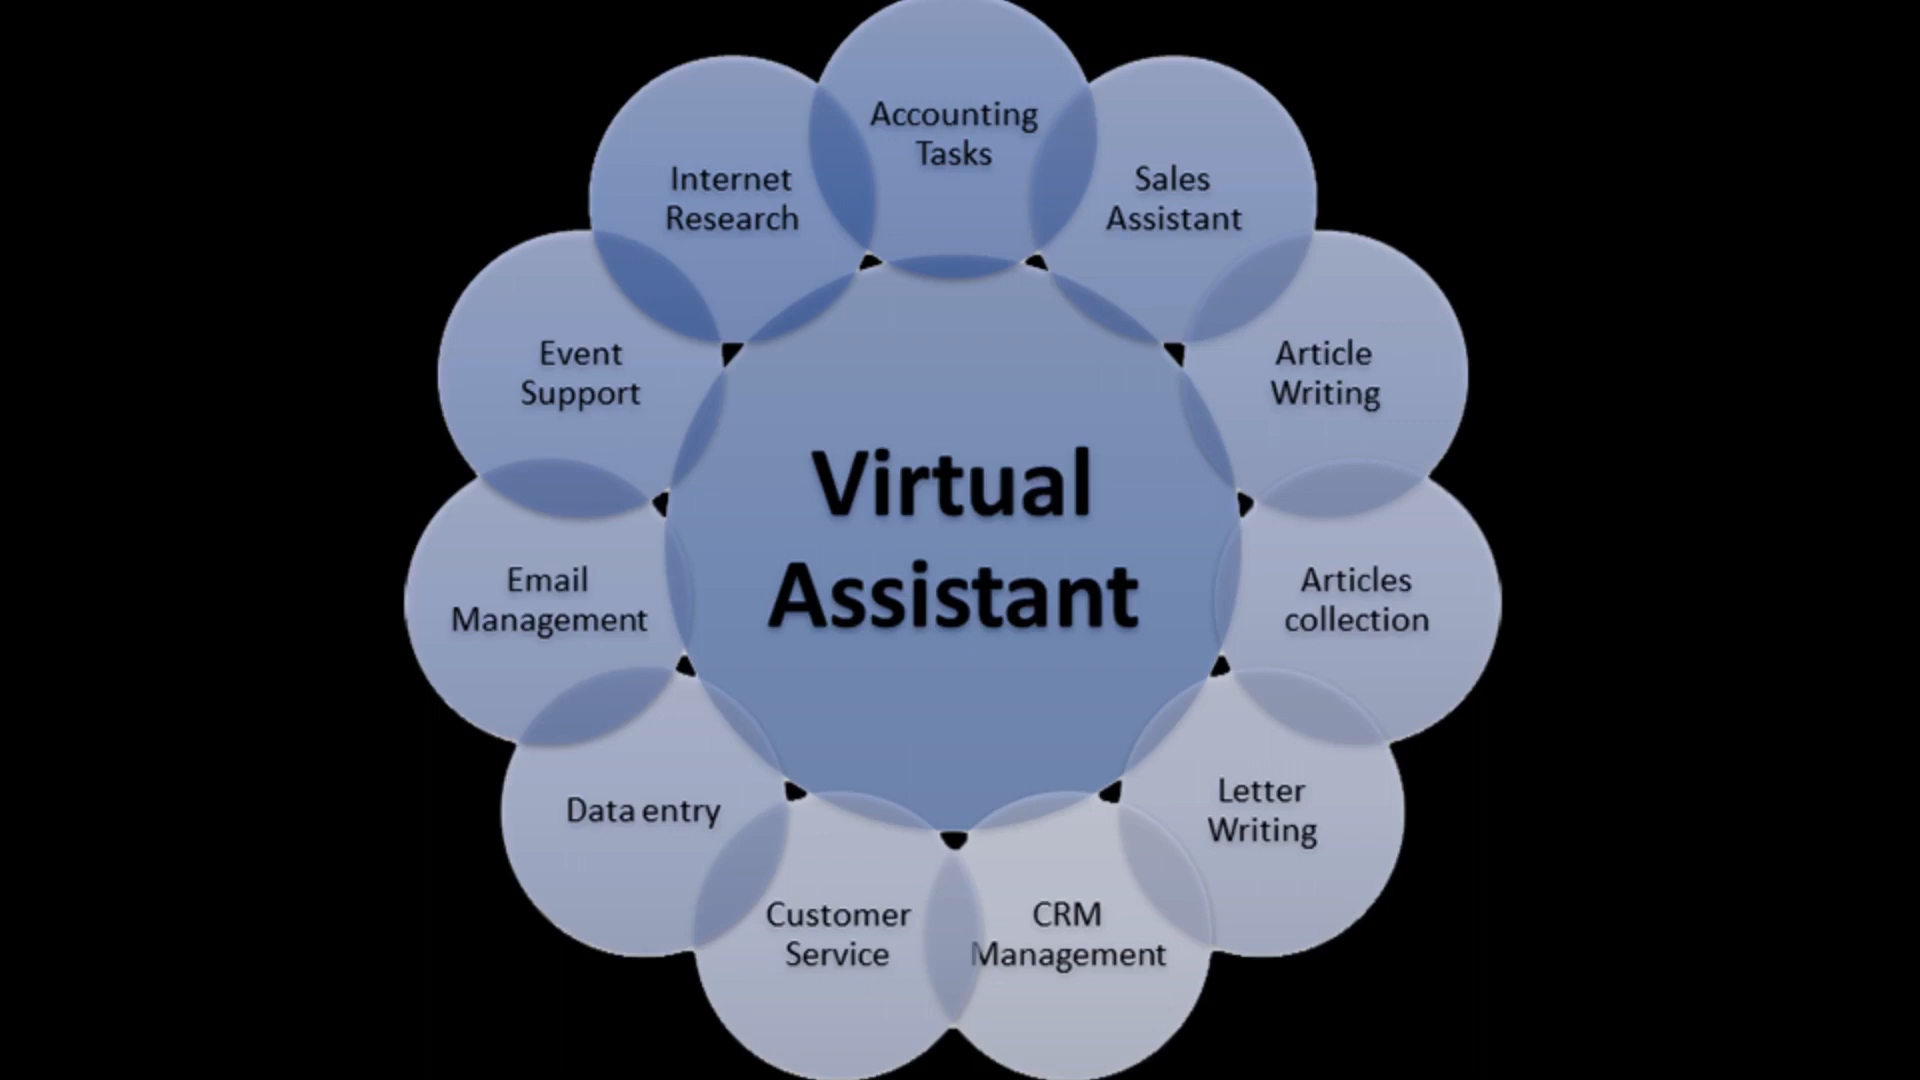 Accounting
Tasks
Sales
Assistant
Article
Writing
Articles
collection
Letter
Writing
CRM
Management
Customer
Service
Data entry
Email
Management
Event
Support
Internet
Research
Virtual
Assistant